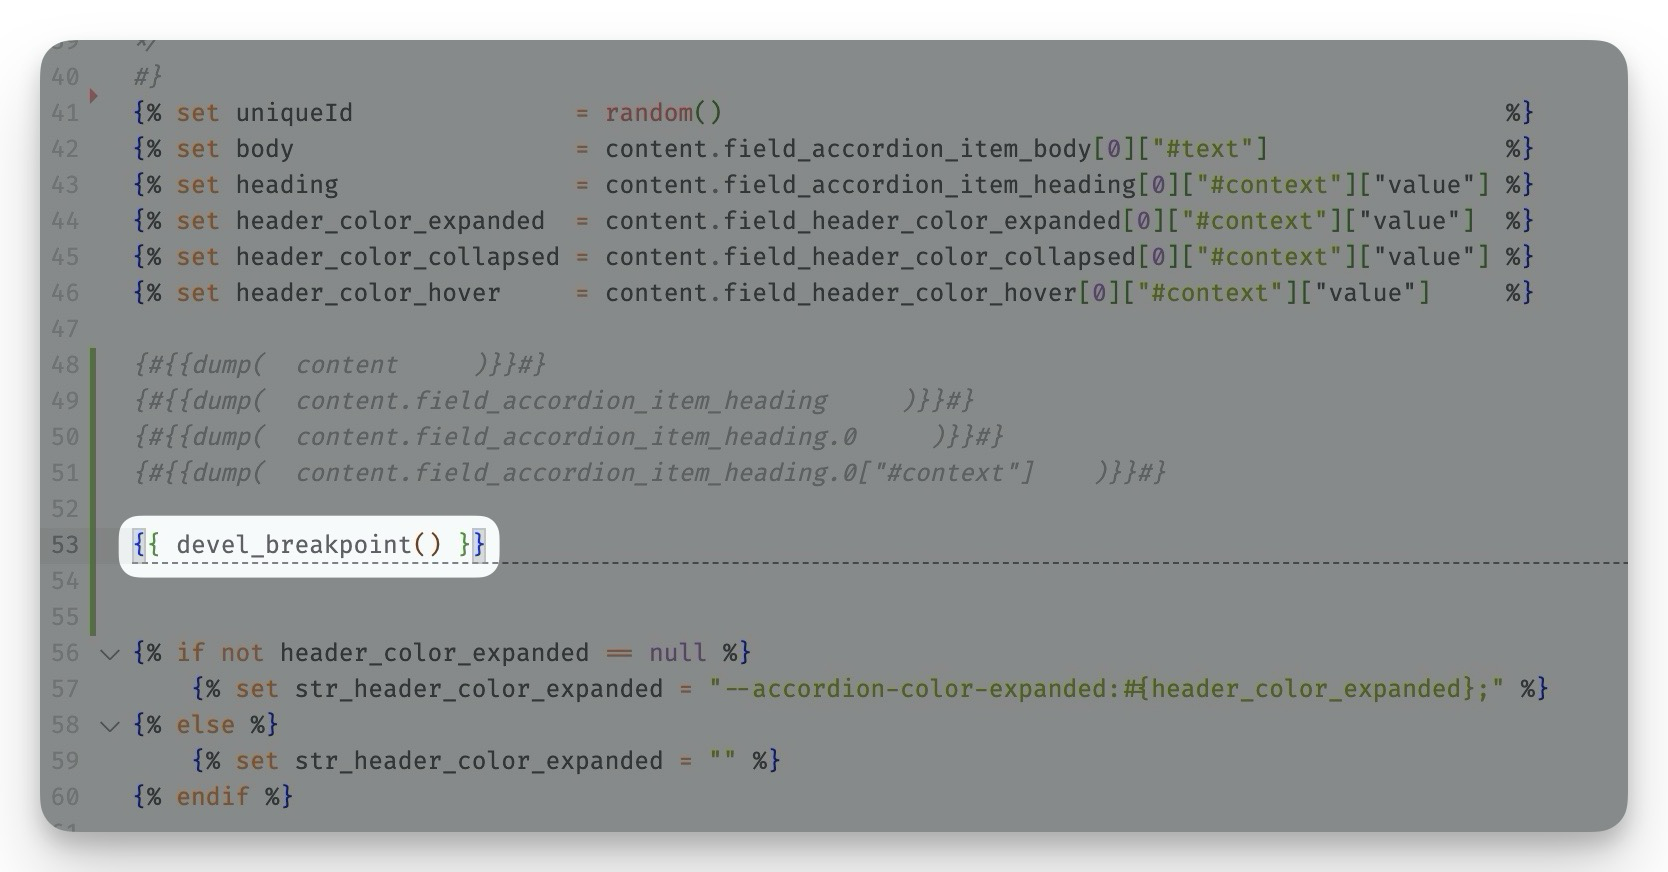 39 */
40 #}
41 {% set uniqueId = random() %}
42 {% set body = content.field_accordion_item_body[0]["#text"] %}
43 {% set heading = content.field_accordion_item_heading[0]["#context"]["value"] %}
44 {% set header_color_expanded = content.field_header_color_expanded[0]["#context"]["value"] %}
45 {% set header_color_collapsed = content.field_header_color_collapsed[0]["#context"]["value"] %}
46 {% set header_color_hover = content.field_header_color_hover[0]["#context"]["value"] %}
47
48 {#{{dump( content )}}#}
49 {#{{dump( content.field_accordion_item_heading )}}#}
50 {#{{dump( content.field_accordion_item_heading.0 )}}#}
51 {#{{dump( content.field_accordion_item_heading.0["#context"] )}}#}
52
53 {{ devel_breakpoint() }}
54
55
56 {% if not header_color_expanded == null %}
57 {% set str_header_color_expanded = "--accordion-color-expanded:#{header_color_expanded};" %}
58 {% else %}
59 {% set str_header_color_expanded = "" %}
60 {% endif %}
61